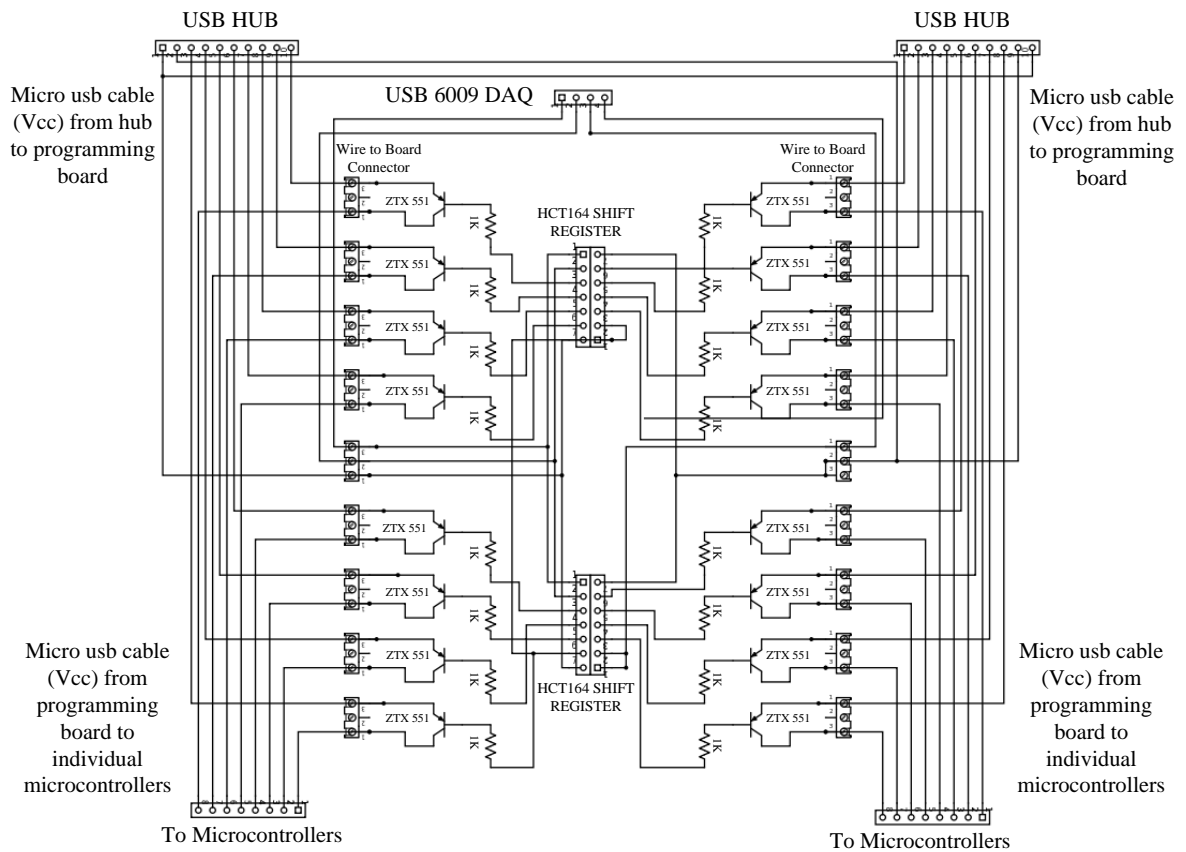 USB HUB
USB HUB
Micro usb cable
(Vcc) from hub
to programming
board
USB 6009 DAQ
Micro usb cable
(Vcc) from hub
to programming
board
Wire to Board
Connector
Wire to Board
Connector
HCT164 SHIFT
REGISTER
ZTX 551
1K
1K
ZTX 551
ZTX 551
1K
1K
ZTX 551
ZTX 551
1K
1K
ZTX 551
ZTX 551
1K
1K
ZTX 551
ZTX 551
1K
1K
ZTX 551
ZTX 551
1K
1K
ZTX 551
ZTX 551
1K
1K
ZTX 551
HCT164 SHIFT
REGISTER
ZTX 551
1K
1K
ZTX 551
Micro usb cable
(Vcc) from
programming
board to
individual
microcontrollers
Micro usb cable
(Vcc) from
programming
board to
individual
microcontrollers
To Microcontrollers
To Microcontrollers